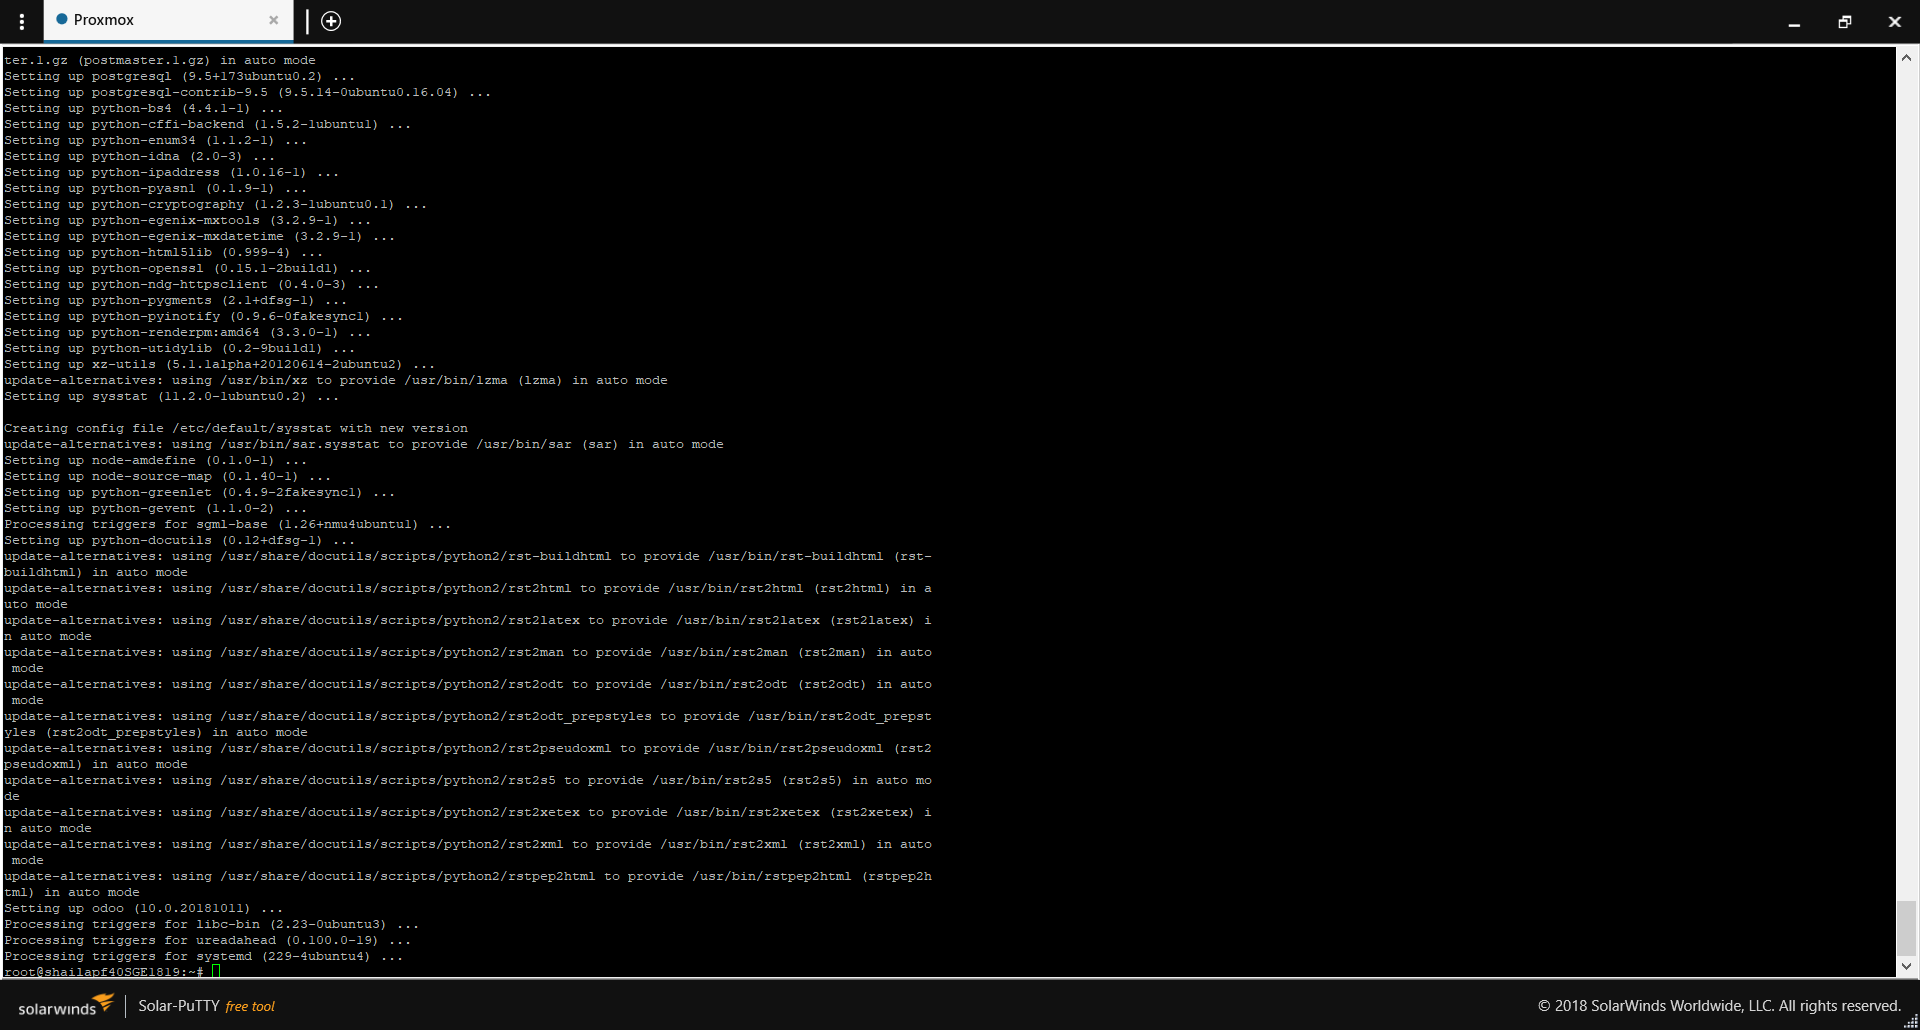 Proxmox
ter.1.gz (postmaster.1.gz) in auto mode
Setting up postgresql (9.5+173ubuntu0.2) ...
Setting up postgresql-contrib-9.5 (9.5.14-0ubuntu0.16.04) ...
Setting up python-bs4 (4.4.1-1) ...
Setting up python-cffi-backend (1.5.2-1ubuntu1) ...
Setting up python-enum34 (1.1.2-1) ...
Setting up python-idna (2.0-3) ...
Setting up python-ipaddress (1.0.16-1) ...
Setting up python-pyasn1 (0.1.9-1) ...
Setting up python-cryptography (1.2.3-1ubuntu0.1) ...
Setting up python-egenix-mxtools (3.2.9-1) ...
Setting up python-egenix-mxdatetime (3.2.9-1) ...
Setting up python-html5lib (0.999-4) ...
Setting up python-openssl (0.15.1-2build1) ...
Setting up python-ndg-httpsclient (0.4.0-3) ...
Setting up python-pygments (2.1+dfsg-1) ...
Setting up python-pyinotify (0.9.6-0fakesync1) ...
Setting up python-renderpm:amd64 (3.3.0-1) ...
Setting up python-utidylib (0.2-9build1) ...
Setting up xz-utils (5.1.1alpha+20120614-2ubuntu2) ...
update-alternatives: using /usr/bin/xz to provide /usr/bin/lzma (lzma) in auto mode
Setting up sysstat (11.2.0-1ubuntu0.2) ...
Creating config file /etc/default/sysstat with new version
update-alternatives: using /usr/bin/sar.sysstat to provide /usr/bin/sar (sar) in auto mode
Setting up node-amdefine (0.1.0-1) ...
Setting up node-source-map (0.1.40-1) ...
Setting up python-greenlet (0.4.9-2fakesync1) ...
Setting up python-gevent (1.1.0-2) ...
Processing triggers for sgml-base (1.26+nmu4ubuntu1) ...
Setting up python-docutils (0.12+dfsg-1) ...
update-alternatives: using /usr/share/docutils/scripts/python2/rst-buildhtml to provide /usr/bin/rst-buildhtml (rst-
buildhtml) in auto mode
update-alternatives: using /usr/share/docutils/scripts/python2/rst2html to provide /usr/bin/rst2html (rst2html) in a
uto mode
update-alternatives: using /usr/share/docutils/scripts/python2/rst2latex to provide /usr/bin/rst2latex (rst2latex) i
n auto mode
update-alternatives: using /usr/share/docutils/scripts/python2/rst2man to provide /usr/bin/rst2man (rst2man) in auto
 mode
update-alternatives: using /usr/share/docutils/scripts/python2/rst2odt to provide /usr/bin/rst2odt (rst2odt) in auto
 mode
update-alternatives: using /usr/share/docutils/scripts/python2/rst2odt_prepstyles to provide /usr/bin/rst2odt_prepst
yles (rst2odt_prepstyles) in auto mode
update-alternatives: using /usr/share/docutils/scripts/python2/rst2pseudoxml to provide /usr/bin/rst2pseudoxml (rst2
pseudoxml) in auto mode
update-alternatives: using /usr/share/docutils/scripts/python2/rst2s5 to provide /usr/bin/rst2s5 (rst2s5) in auto mo
de
update-alternatives: using /usr/share/docutils/scripts/python2/rst2xetex to provide /usr/bin/rst2xetex (rst2xetex) i
n auto mode
update-alternatives: using /usr/share/docutils/scripts/python2/rst2xml to provide /usr/bin/rst2xml (rst2xml) in auto
 mode
update-alternatives: using /usr/share/docutils/scripts/python2/rstpep2html to provide /usr/bin/rstpep2html (rstpep2h
tml) in auto mode
Setting up odoo (10.0.20181011) ...
Processing triggers for libc-bin (2.23-0ubuntu3) ...
Processing triggers for ureadahead (0.100.0-19) ...
Processing triggers for systemd (229-4ubuntu4) ...
root@shailapf40SGE1819:~#
solarwinds Solar-PuTTY free tool © 2018 SolarWinds Worldwide, LLC. All rights reserved.